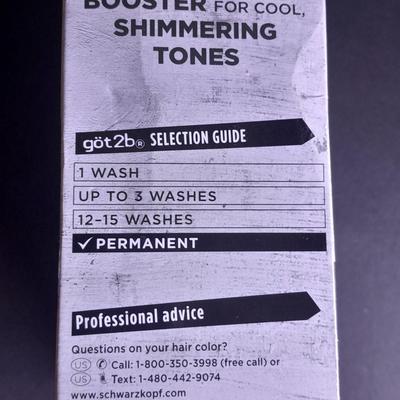 BOOSTER FOR COOL,
SHIMMERING
TONES
göt2b® SELECTION GUIDE
1 WASH
UP TO 3 WASHES
12–15 WASHES
✓ PERMANENT
Professional advice
Questions on your hair color?
US Call: 1-800-350-3998 (free call) or
US Text: 1-480-442-9074
www.schwarzkopf.com